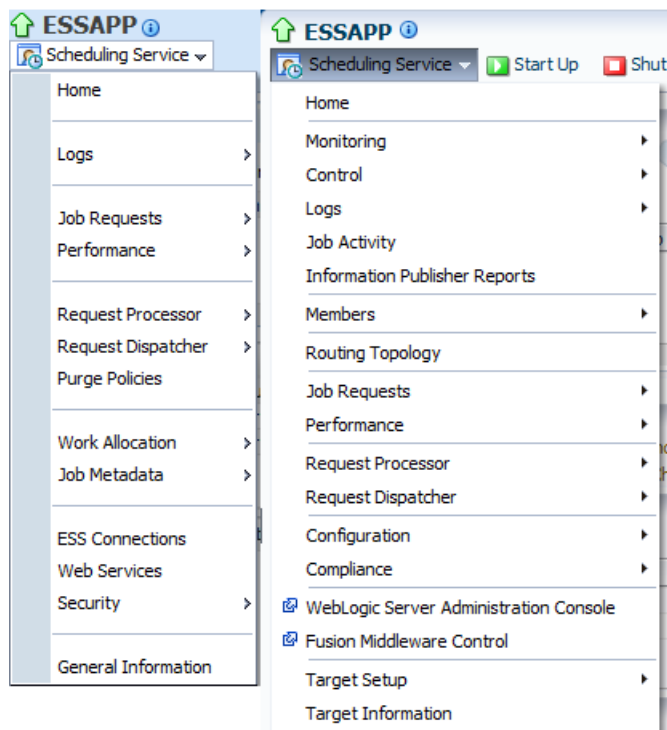 ESSAPP
Scheduling Service
Home
Logs
Job Requests
Performance
Request Processor
Request Dispatcher
Purge Policies
Work Allocation
Job Metadata
ESS Connections
Web Services
Security
General Information
ESSAPP
Scheduling Service Start Up Shut
Home
Monitoring
Control
Logs
Job Activity
Information Publisher Reports
Members
Routing Topology
Job Requests
Performance
Request Processor
Request Dispatcher
Configuration
Compliance
WebLogic Server Administration Console
Fusion Middleware Control
Target Setup
Target Information